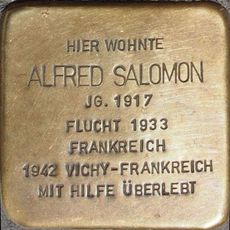 HIER WOHNTE
ALFRED SALOMON
JG. 1917
FLUCHT 1933
FRANKREICH
1942 VICHY-FRANKREICH
MIT HILFE ÜBERLEBT